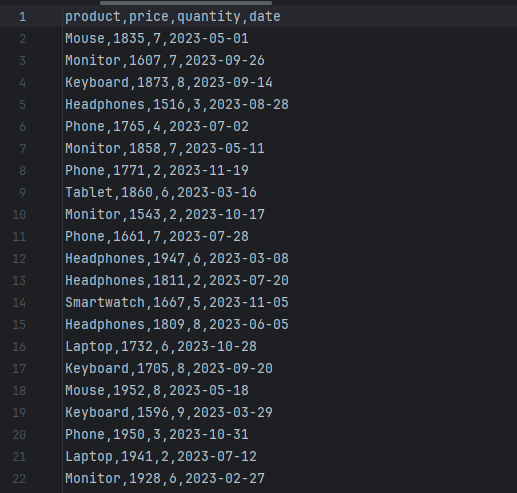 1 product,price,quantity,date
2 Mouse,1835,7,2023-05-01
3 Monitor,1607,7,2023-09-26
4 Keyboard,1873,8,2023-09-14
5 Headphones,1516,3,2023-08-28
6 Phone,1765,4,2023-07-02
7 Monitor,1858,7,2023-05-11
8 Phone,1771,2,2023-11-19
9 Tablet,1860,6,2023-03-16
10 Monitor,1543,2,2023-10-17
11 Phone,1661,7,2023-07-28
12 Headphones,1947,6,2023-03-08
13 Headphones,1811,2,2023-07-20
14 Smartwatch,1667,5,2023-11-05
15 Headphones,1809,8,2023-06-05
16 Laptop,1732,6,2023-10-28
17 Keyboard,1705,8,2023-09-20
18 Mouse,1952,8,2023-05-18
19 Keyboard,1596,9,2023-03-29
20 Phone,1950,3,2023-10-31
21 Laptop,1941,2,2023-07-12
22 Monitor,1928,6,2023-02-27